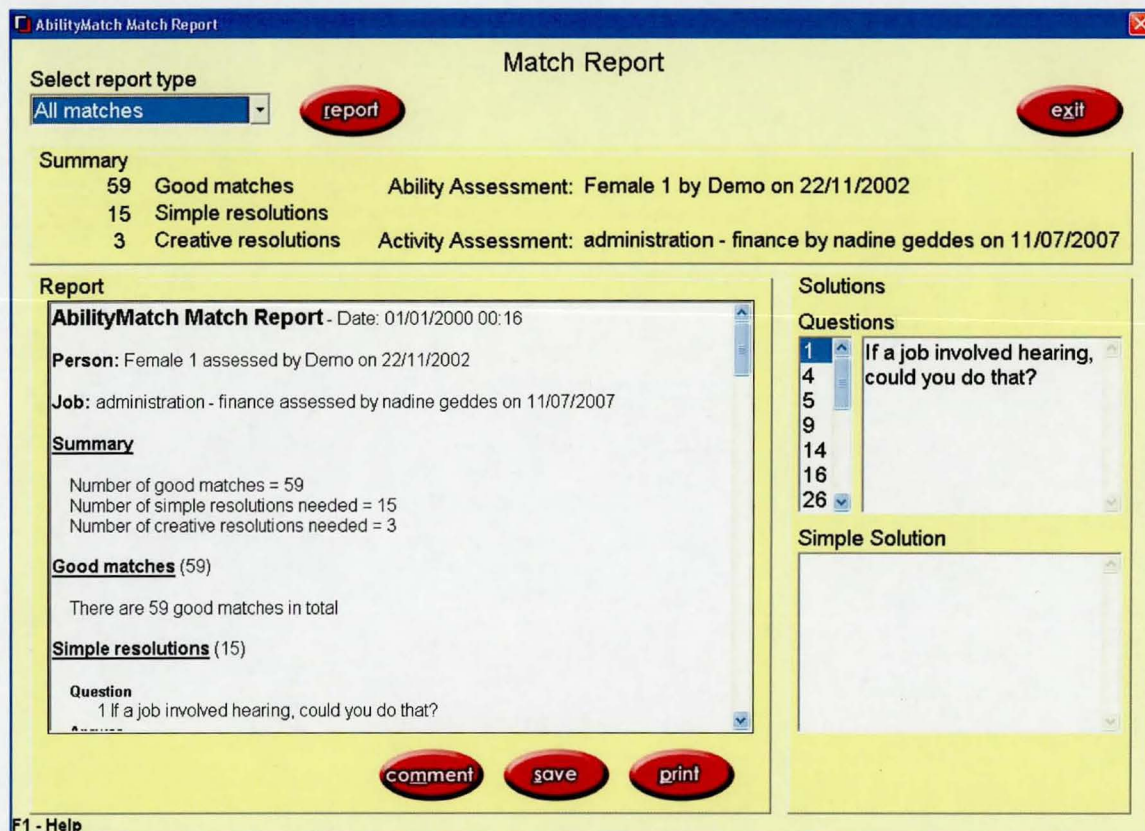 AbilityMatch Match Report
Match Report
Select report type
All matches
report
exit
Summary
59 Good matches
15 Simple resolutions
3 Creative resolutions
Ability Assessment: Female 1 by Demo on 22/11/2002
Activity Assessment: administration - finance by nadine geddes on 11/07/2007
Report
AbilityMatch Match Report - Date: 01/01/2000 00:16
Person: Female 1 assessed by Demo on 22/11/2002
Job: administration - finance assessed by nadine geddes on 11/07/2007
Summary
Number of good matches = 59
Number of simple resolutions needed = 15
Number of creative resolutions needed = 3
Good matches (59)
There are 59 good matches in total
Simple resolutions (15)
Question
1 If a job involved hearing, could you do that?
comment
save
print
Solutions
Questions
1
4
5
9
14
16
26
If a job involved hearing,
could you do that?
Simple Solution
F1 - Help